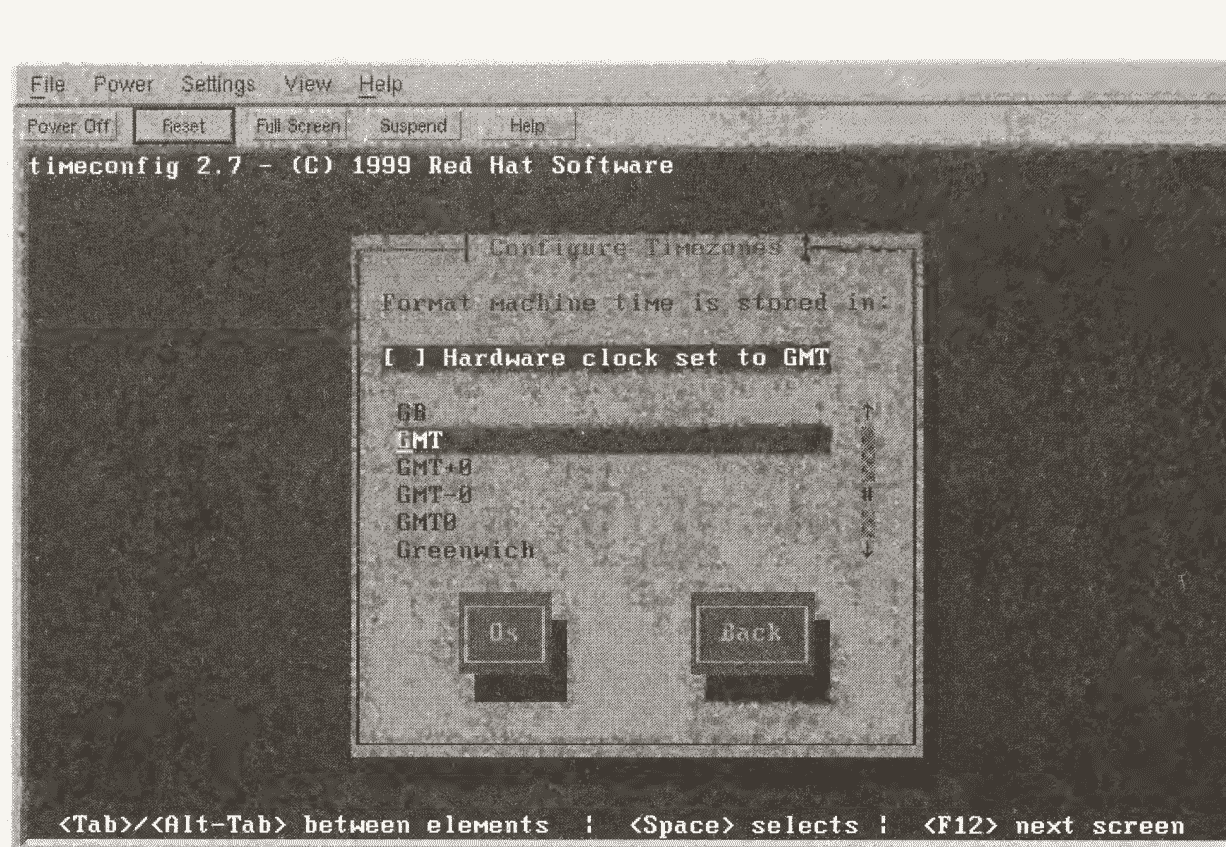 File Power Settings View Help
Power Off Reset Full Screen Suspend Help
timeconfig 2.7 - (C) 1999 Red Hat Software
Configure Timezones
Format machine time is stored in:
[ ] Hardware clock set to GMT
GB
GMT
GMT+0
GMT-0
GMT0
Greenwich
Ok Back
<Tab>/<Alt-Tab> between elements ¦ <Space> selects ¦ <F12> next screen